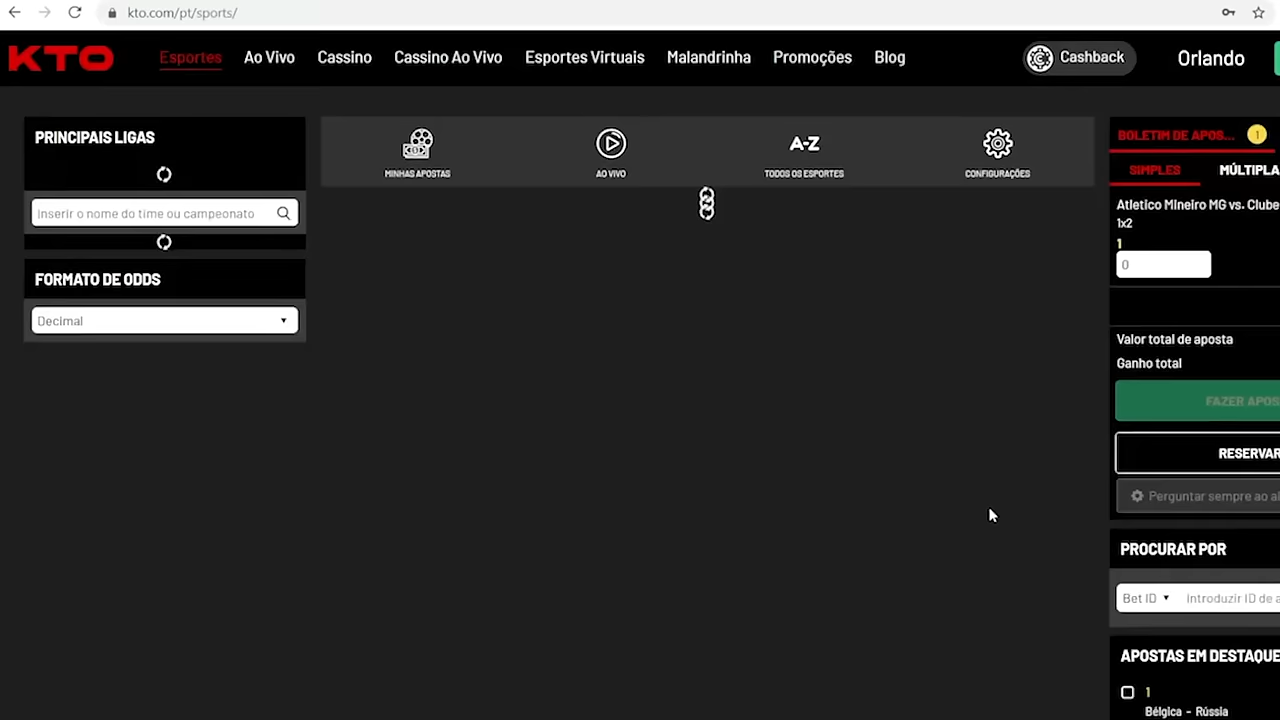 kto.com/pt/sports/
KTO Esportes Ao Vivo Cassino Cassino Ao Vivo Esportes Virtuais Malandrinha Promoções Blog Cashback Orlando
PRINCIPAIS LIGAS
Inserir o nome do time ou campeonato
FORMATO DE ODDS
Decimal
MINHAS APOSTAS
AO VIVO
A-Z
TODOS OS ESPORTES
CONFIGURAÇÕES
BOLETIM DE APOS... 1
SIMPLES MÚLTIPLA
Atletico MIneiro MG vs. Clube
1x2
1
0
Valor total de aposta
Ganho total
FAZER APOS
RESERVAR
Perguntar sempre ao al
PROCURAR POR
Bet ID introduzir ID de a
APOSTAS EM DESTAQUE
1
Bélgica - Rússia